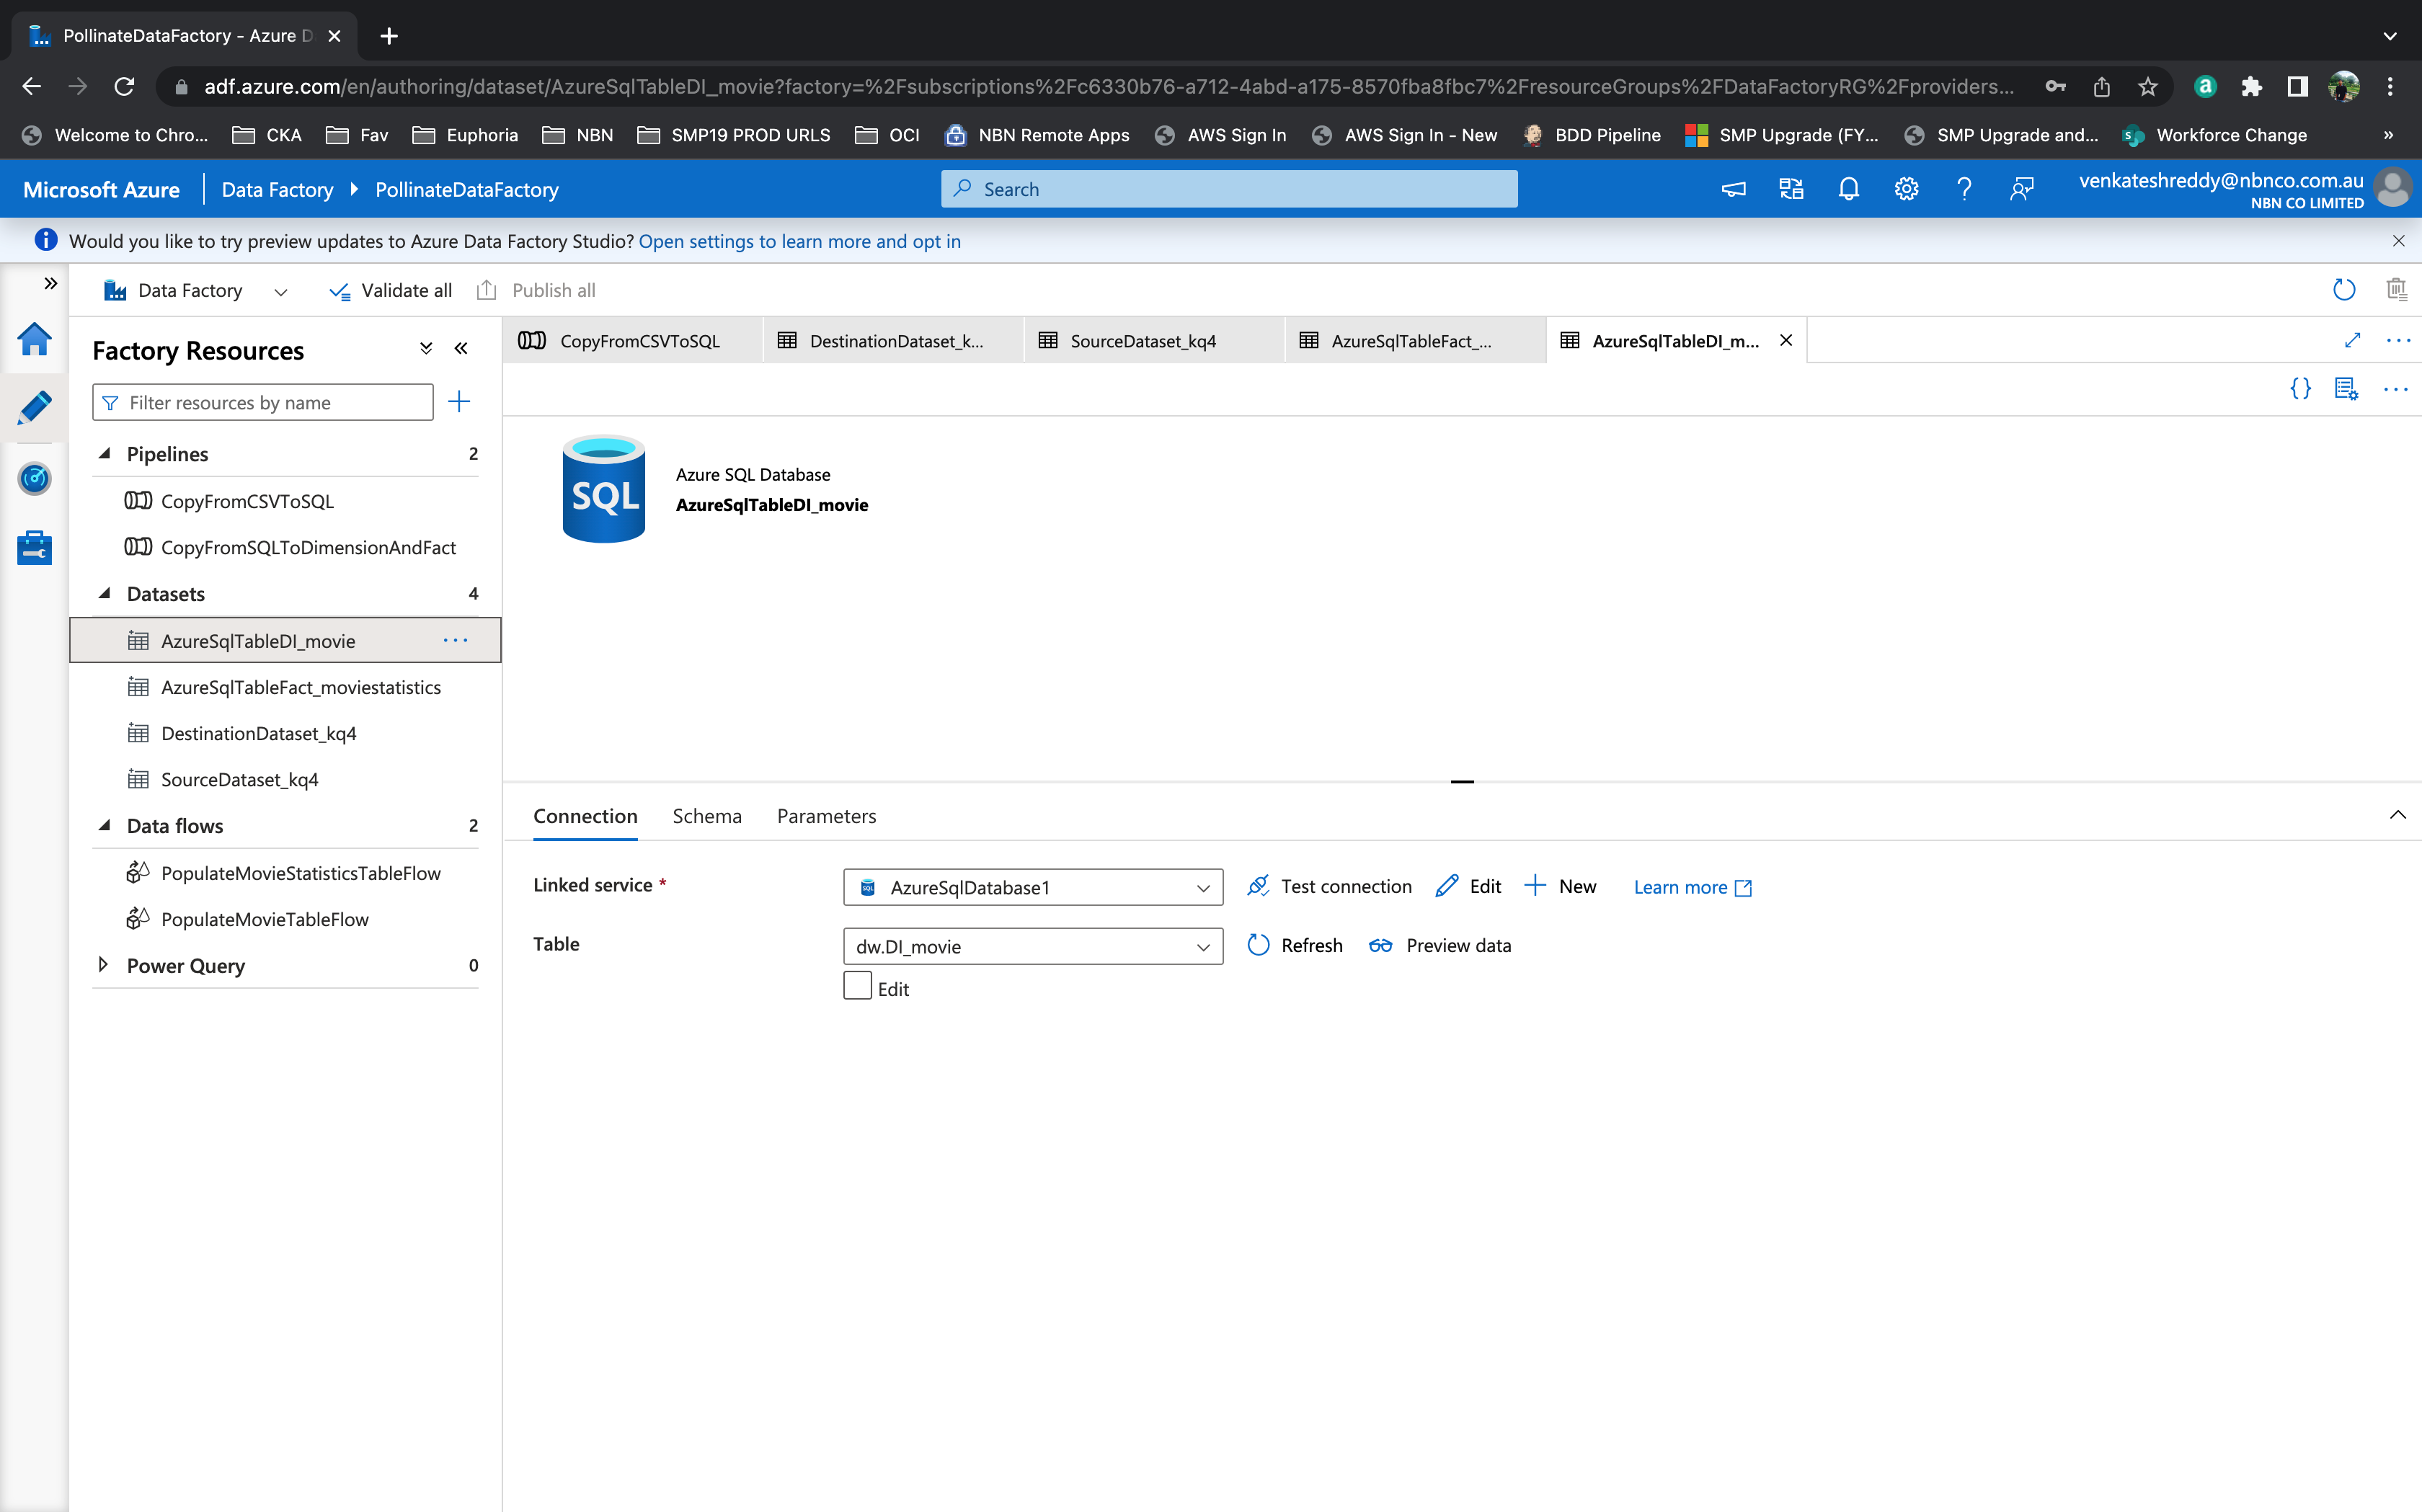 PollinateDataFactory - Azure D
adf.azure.com/en/authoring/dataset/AzureSqlTableDI_movie?factory=%2Fsubscriptions%2Fc6330b76-a712-4abd-a175-8570fba8fbc7%2FresourceGroups%2FDataFactoryRG%2Fproviders...
Welcome to Chro... CKA Fav Euphoria NBN SMP19 PROD URLS OCI NBN Remote Apps AWS Sign In AWS Sign In - New BDD Pipeline SMP Upgrade (FY... SMP Upgrade and... Workforce Change »
Microsoft Azure Data Factory PollinateDataFactory Search venkateshreddy@nbnco.com.au
NBN CO LIMITED
Would you like to try preview updates to Azure Data Factory Studio? Open settings to learn more and opt in
Data Factory Validate all Publish all
Factory Resources
CopyFromCSVToSQL DestinationDataset_k... SourceDataset_kq4 AzureSqlTableFact_... AzureSqlTableDI_m...
Filter resources by name
Pipelines 2
CopyFromCSVToSQL
CopyFromSQLToDimensionAndFact
Datasets 4
AzureSqlTableDI_movie
AzureSqlTableFact_moviestatistics
DestinationDataset_kq4
SourceDataset_kq4
Data flows 2
PopulateMovieStatisticsTableFlow
PopulateMovieTableFlow
Power Query 0
SQL
Azure SQL Database
AzureSqlTableDI_movie
Connection Schema Parameters
Linked service * AzureSqlDatabase1 Test connection Edit New Learn more
Table dw.DI_movie Refresh Preview data
Edit